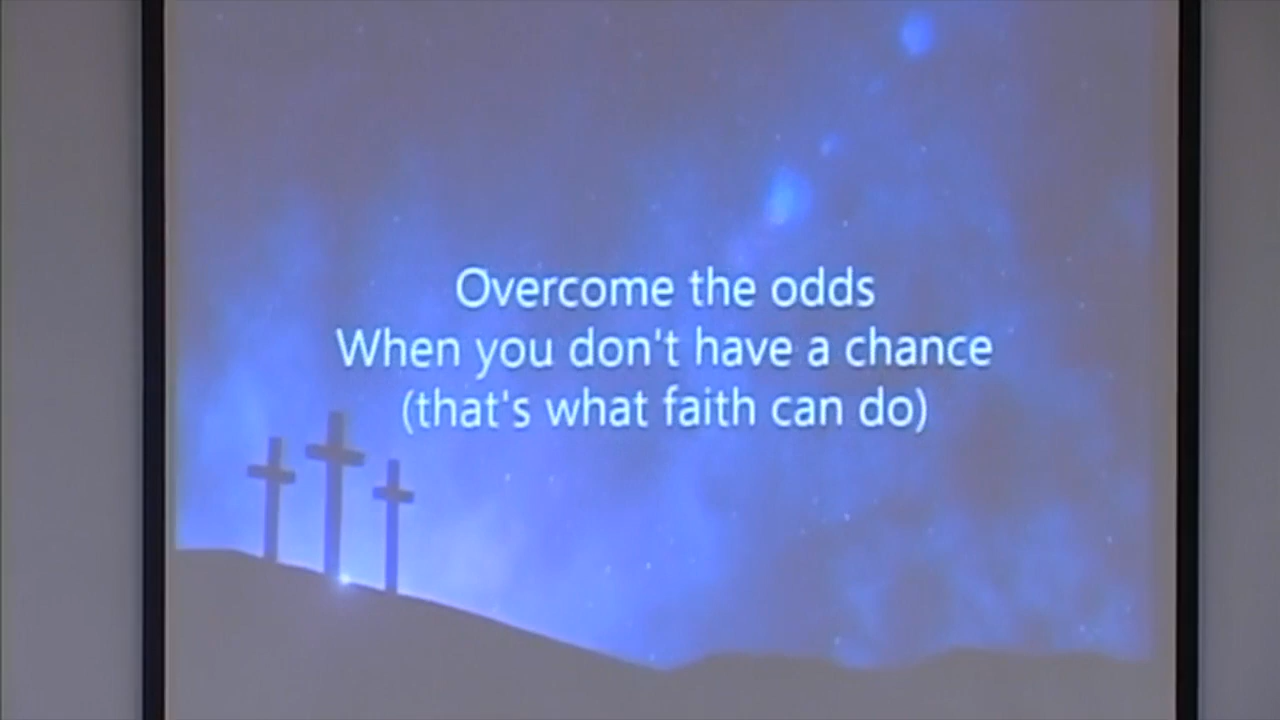 Overcome the odds
When you don't have a chance
(that's what faith can do)